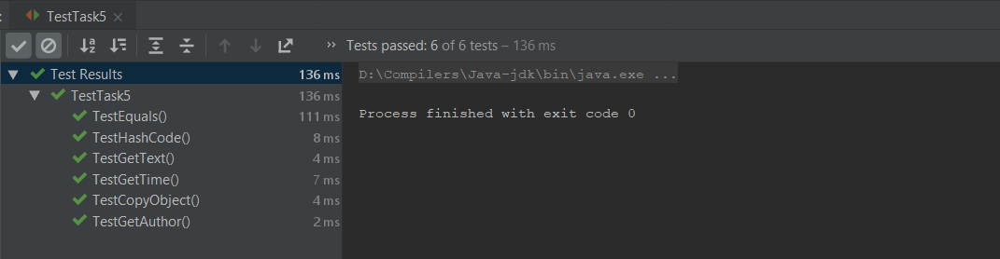 : TestTask5 ×
» Tests passed: 6 of 6 tests – 136 ms
Test Results 136 ms
TestTask5 136 ms
TestEquals() 111 ms
TestHashCode() 8 ms
TestGetText() 4 ms
TestGetTime() 7 ms
TestCopyObject() 4 ms
TestGetAuthor() 2 ms
D:\Compilers\Java-jdk\bin\java.exe ...
Process finished with exit code 0